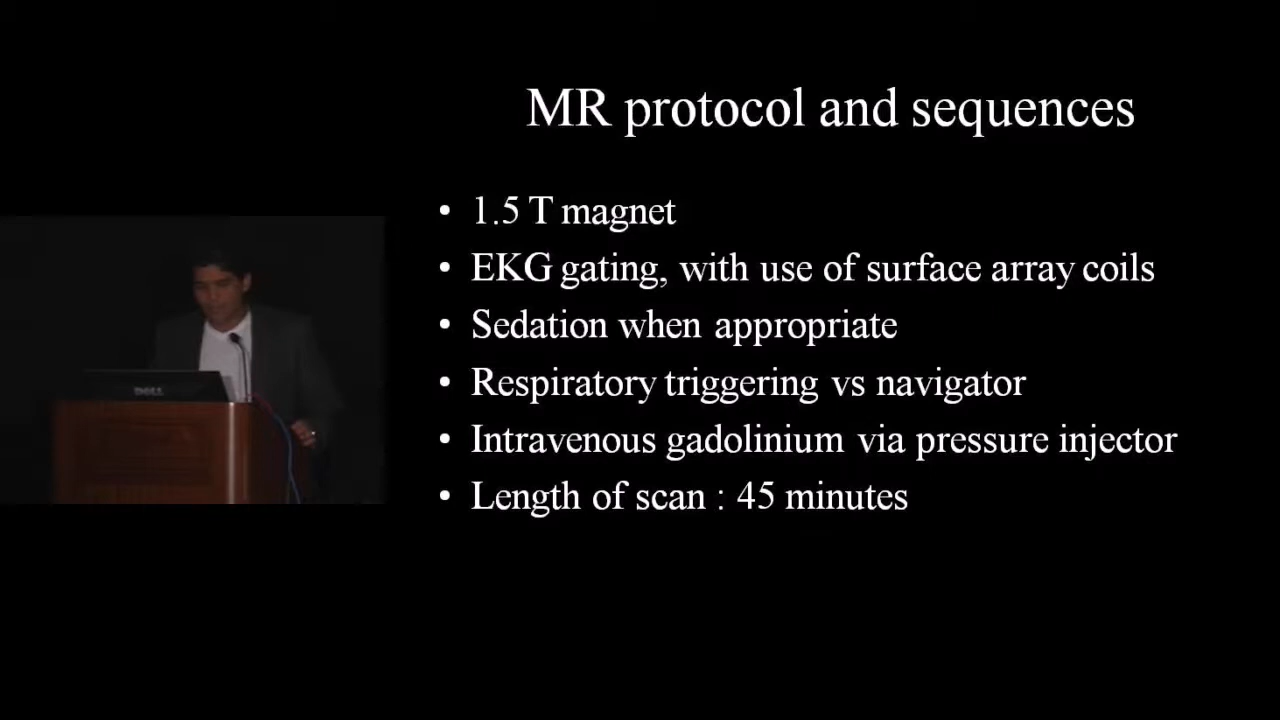 MR protocol and sequences
• 1.5 T magnet
• EKG gating, with use of surface array coils
• Sedation when appropriate
• Respiratory triggering vs navigator
• Intravenous gadolinium via pressure injector
• Length of scan : 45 minutes
DELL